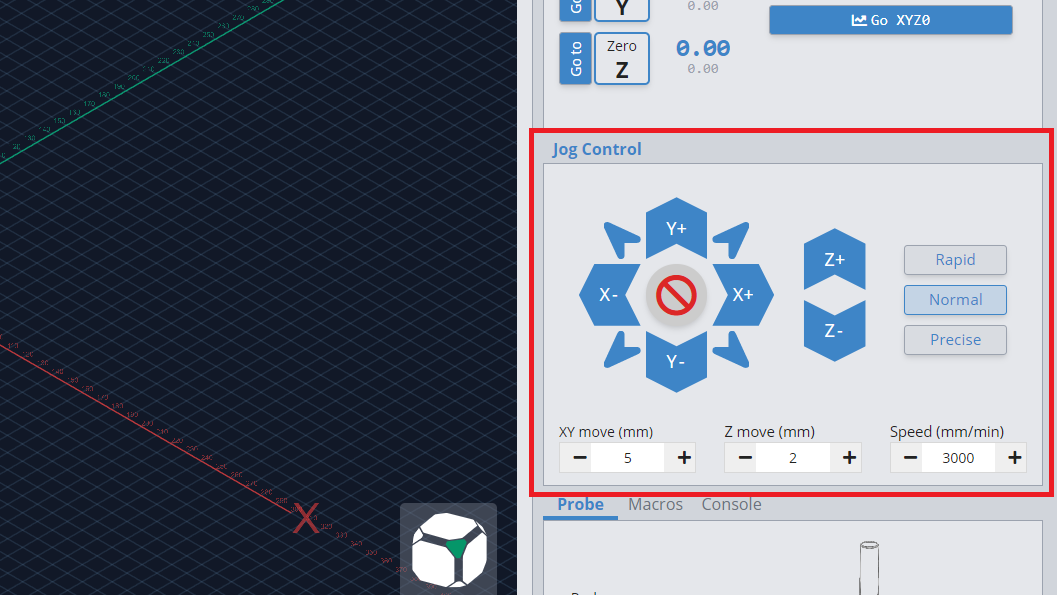 Go to
Y
0.00
Go XYZ0
Go to
Zero
Z
0.00
0.00
Jog Control
Y+
X-
X+
Y-
Z+
Z-
Rapid
Normal
Precise
XY move (mm)
Z move (mm)
Speed (mm/min)
− 5 +
− 2 +
− 3000 +
X
Probe Macros Console